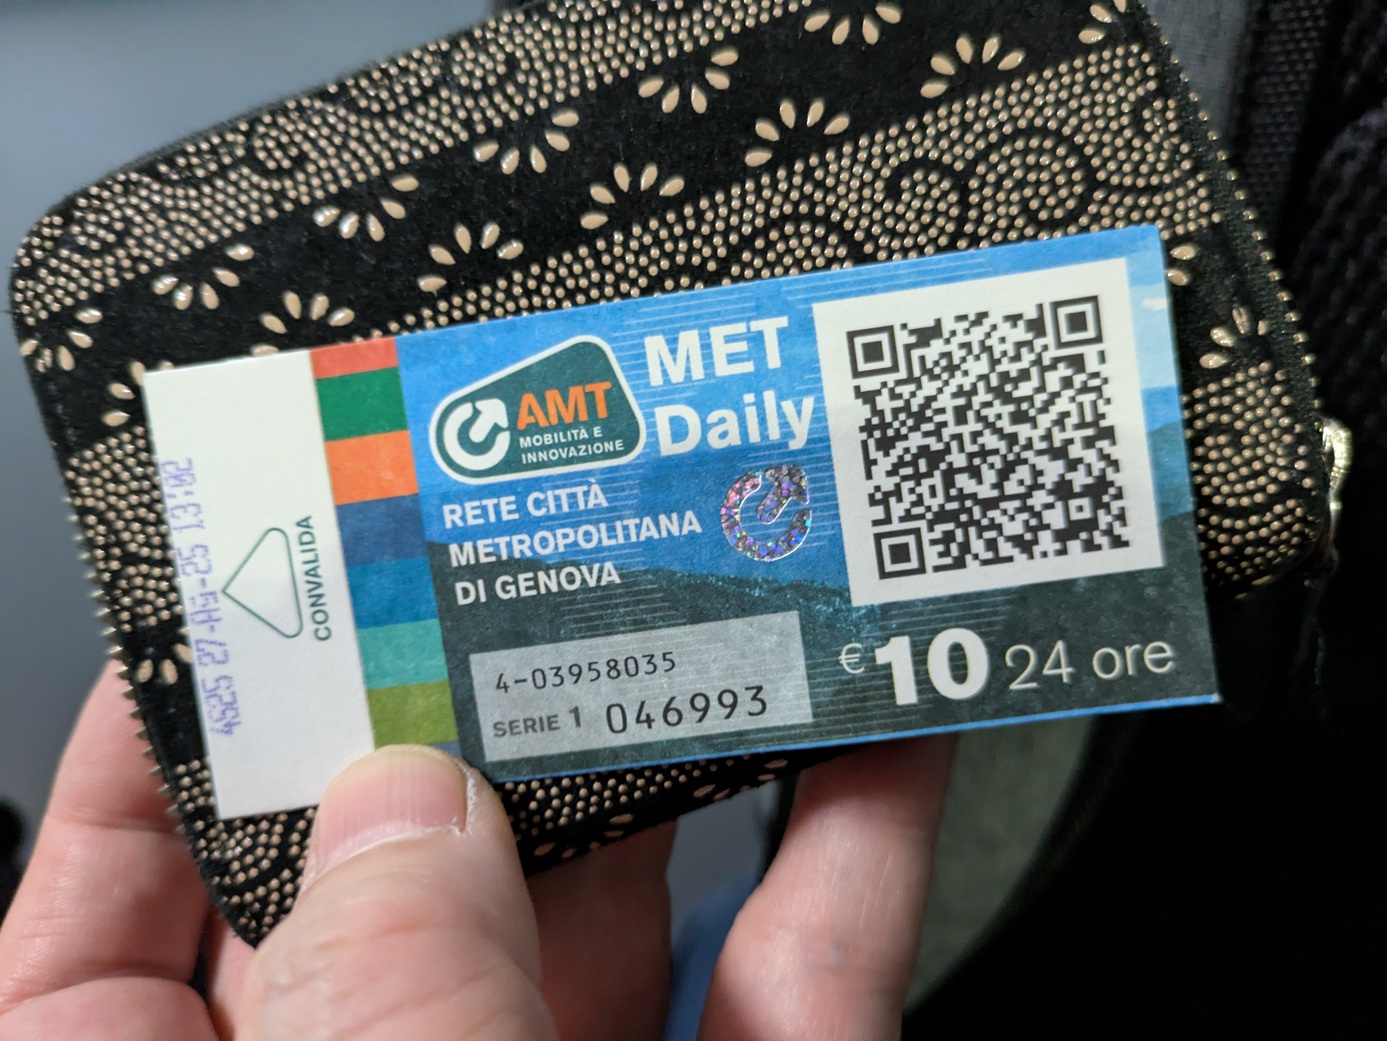 4525 27-AG-25 13:02
CONVALIDA
AMT
MOBILITÀ E
INNOVAZIONE
MET
Daily
RETE CITTÀ
METROPOLITANA
DI GENOVA
4-03958035
SERIE 1 046993
€10 24 ore